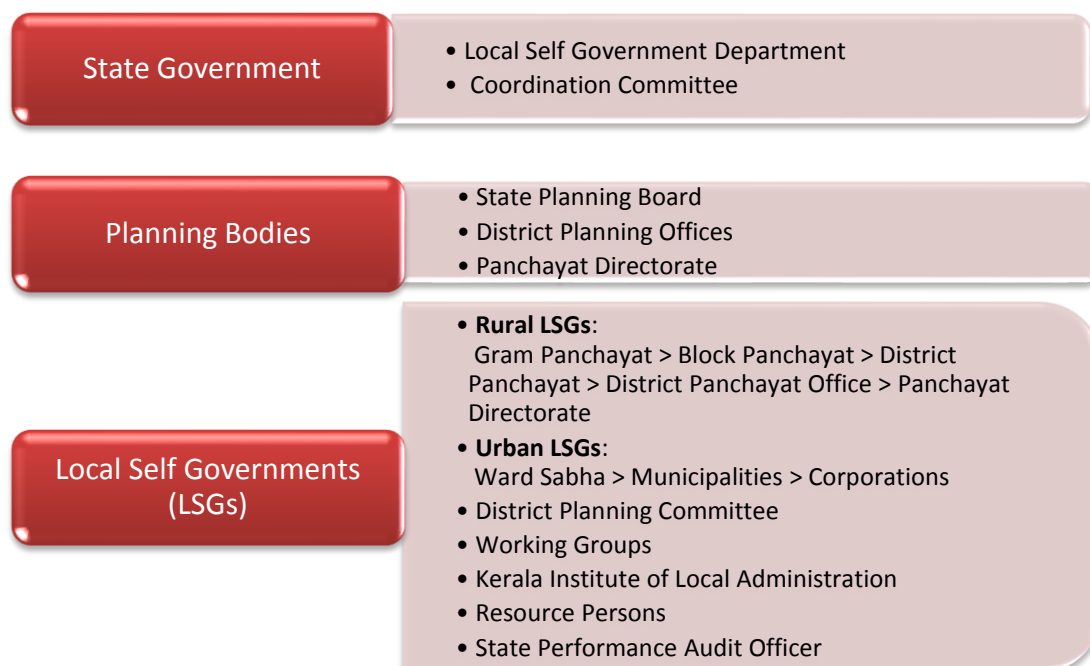 State Government
• Local Self Government Department
• Coordination Committee
Planning Bodies
• State Planning Board
• District Planning Offices
• Panchayat Directorate
Local Self Governments
(LSGs)
• Rural LSGs:
Gram Panchayat > Block Panchayat > District
Panchayat > District Panchayat Office > Panchayat
Directorate
• Urban LSGs:
Ward Sabha > Municipalities > Corporations
• District Planning Committee
• Working Groups
• Kerala Institute of Local Administration
• Resource Persons
• State Performance Audit Officer